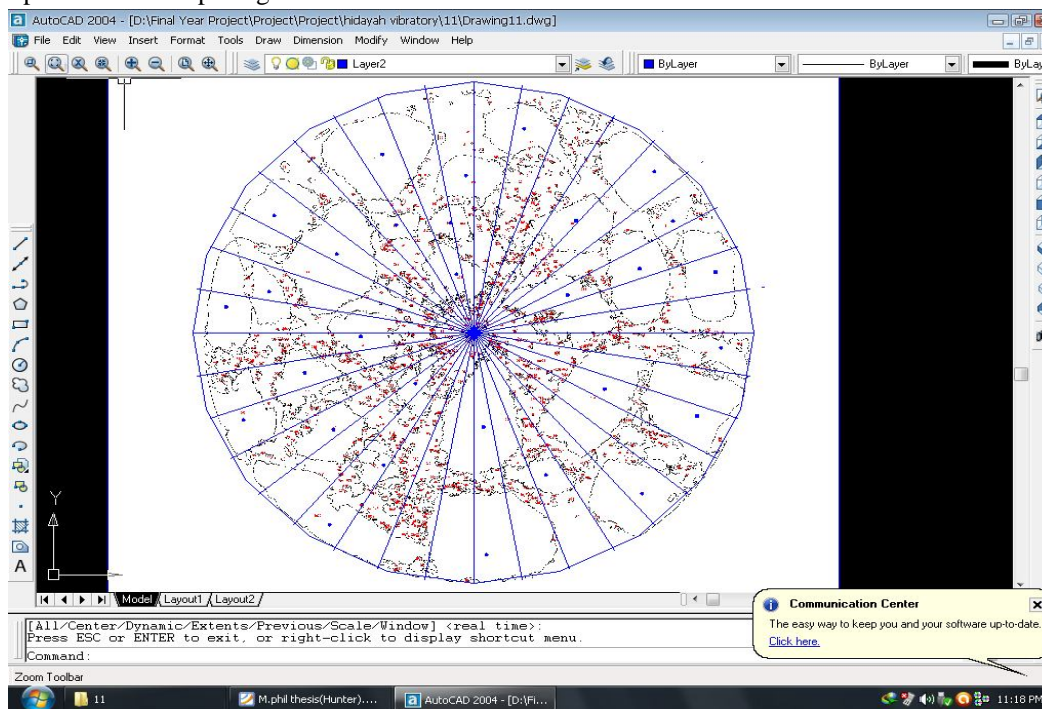 AutoCAD 2004 - [D:\Final Year Project\Project\Project\hidayah vibratory\11\Drawing11.dwg]
File Edit View Insert Format Tools Draw Dimension Modify Window Help
Layer2 ByLayer ByLayer
Y
A
Model Layout1 Layout2
[All/Center/Dynamic/Extents/Previous/Scale/Window] <real time>:
Press ESC or ENTER to exit, or right-click to display shortcut menu.
Command:
Communication Center
The easy way to keep you and your software up-to-date.
Click here.
Zoom Toolbar
11 M.phil thesis(Hunter).... AutoCAD 2004 - [D:\Fi... 11:18 PM